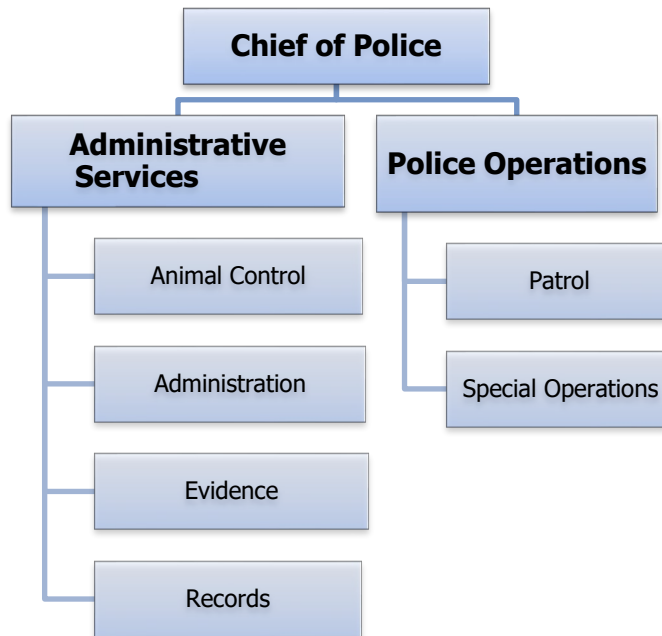 Chief of Police
Administrative
Services
Police Operations
Animal Control
Administration
Evidence
Records
Patrol
Special Operations